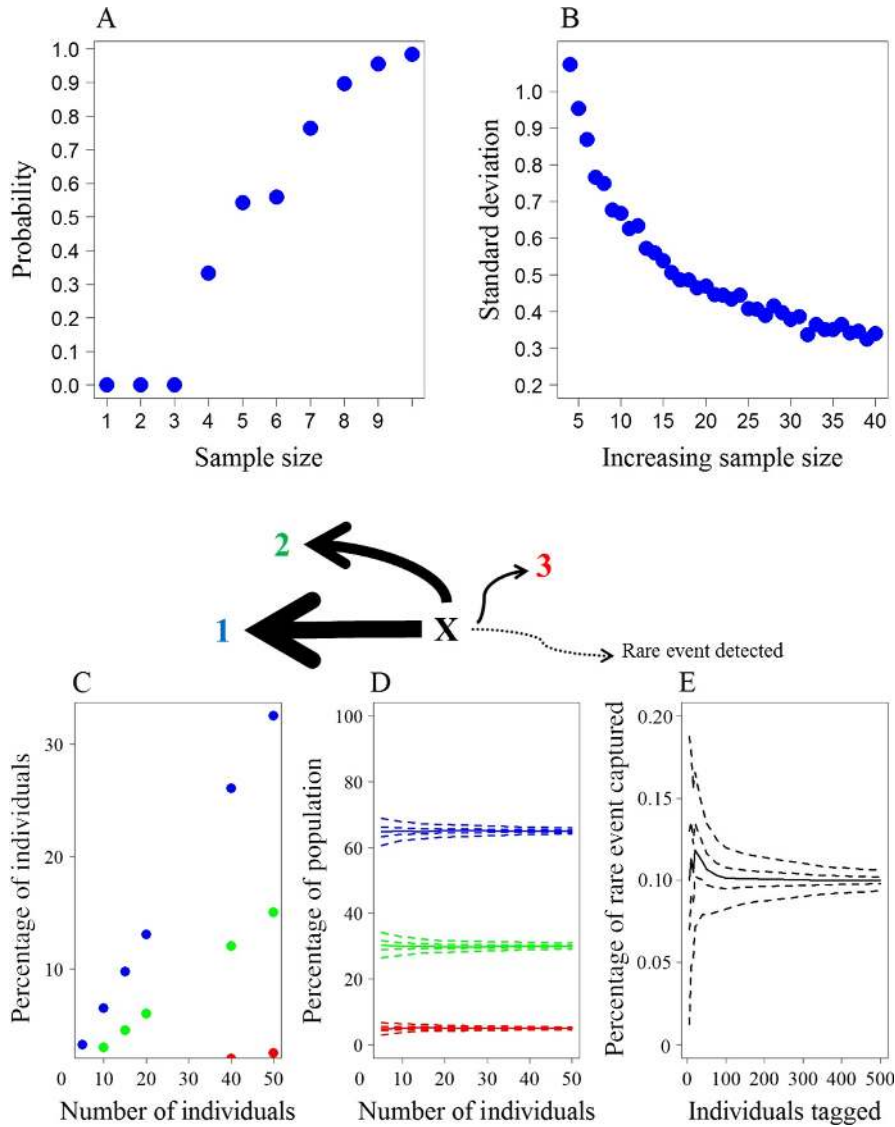 A
Probability
1.0
0.9
0.8
0.7
0.6
0.5
0.4
0.3
0.2
0.1
0.0
1 2 3 4 5 6 7 8 9
Sample size
B
Standard deviation
1.0
0.9
0.8
0.7
0.6
0.5
0.4
0.3
0.2
5 10 15 20 25 30 35 40
Increasing sample size
2
3
1
X
Rare event detected
C
Percentage of individuals
30
20
10
0 10 20 30 40 50
Number of individuals
D
Percentage of population
100
80
60
40
20
0
0 10 20 30 40 50
Number of individuals
E
Percentage of rare event captured
0.20
0.15
0.10
0.05
0
0 100 200 300 400 500
Individuals tagged